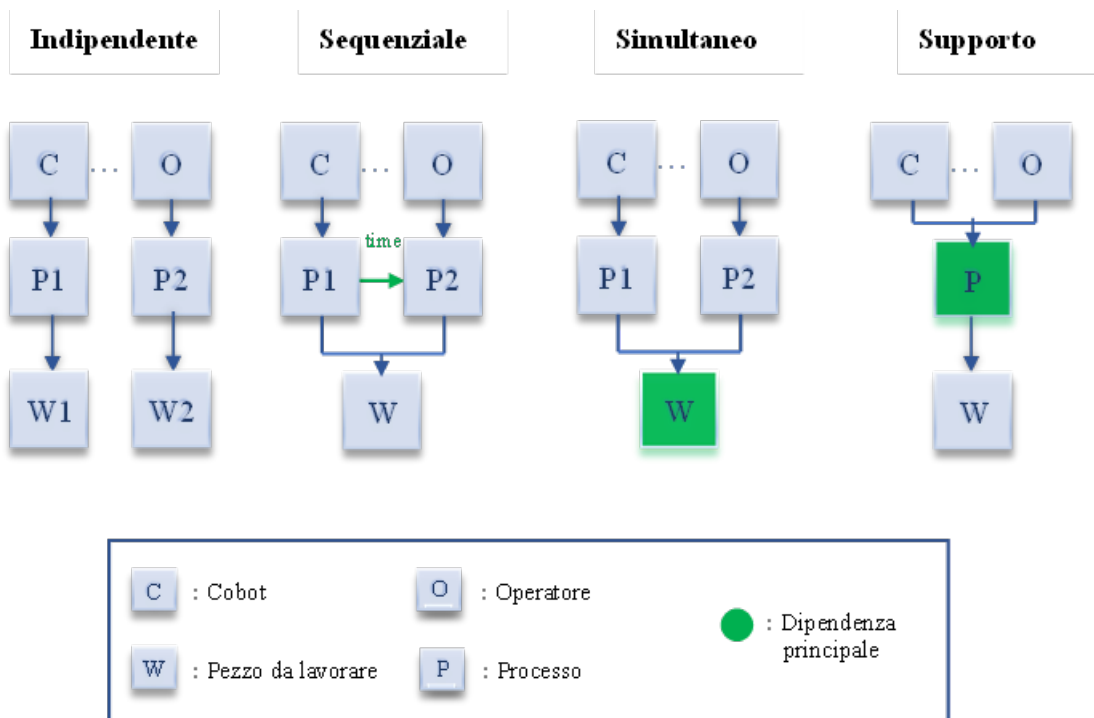 Indipendente
Sequenziale
Simultaneo
Supporto
C ... O
C ... O
C ... O
C ... O
P1 P2
P1 time P2
P1 P2
P
W1 W2
W
W
W
C : Cobot
O : Operatore
W : Pezzo da lavorare
P : Processo
: Dipendenza
principale